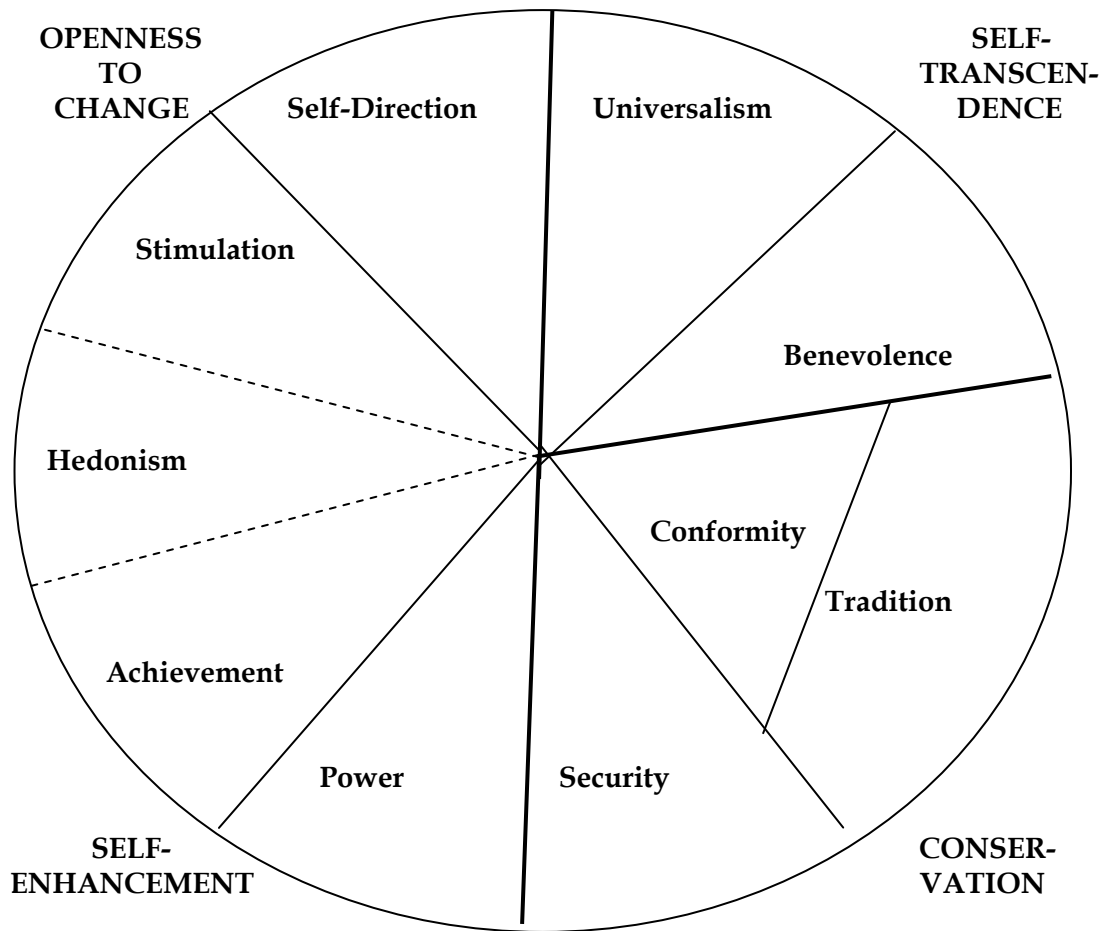 OPENNESS
TO
CHANGE
SELF-
TRANSCEN-
DENCE
Self-Direction
Universalism
Stimulation
Benevolence
Hedonism
Conformity
Tradition
Achievement
Power
Security
SELF-
ENHANCEMENT
CONSER-
VATION